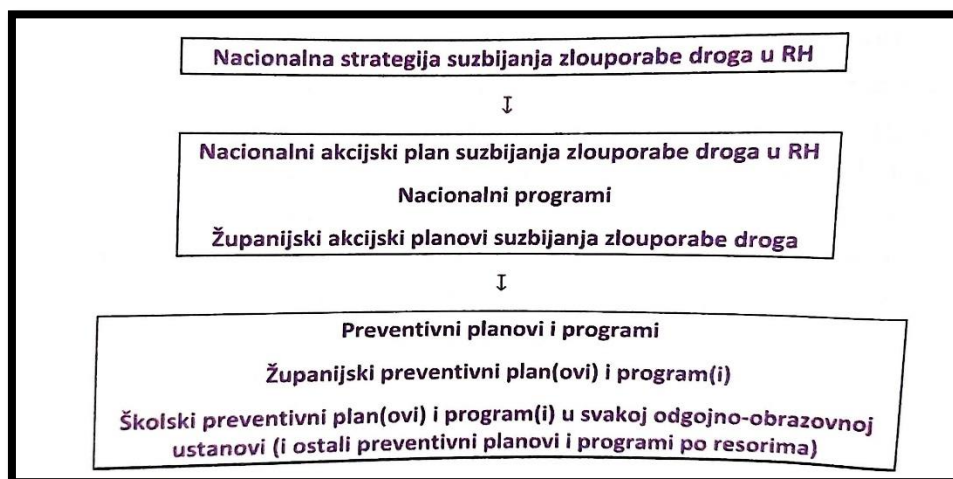 Nacionalna strategija suzbijanja zlouporabe droga u RH
↧
Nacionalni akcijski plan suzbijanja zlouporabe droga u RH
Nacionalni programi
Županijski akcijski planovi suzbijanja zlouporabe droga
↧
Preventivni planovi i programi
Županijski preventivni plan(ovi) i program(i)
Školski preventivni plan(ovi) i program(i) u svakoj odgojno-obrazovnoj
ustanovi (i ostali preventivni planovi i programi po resorima)